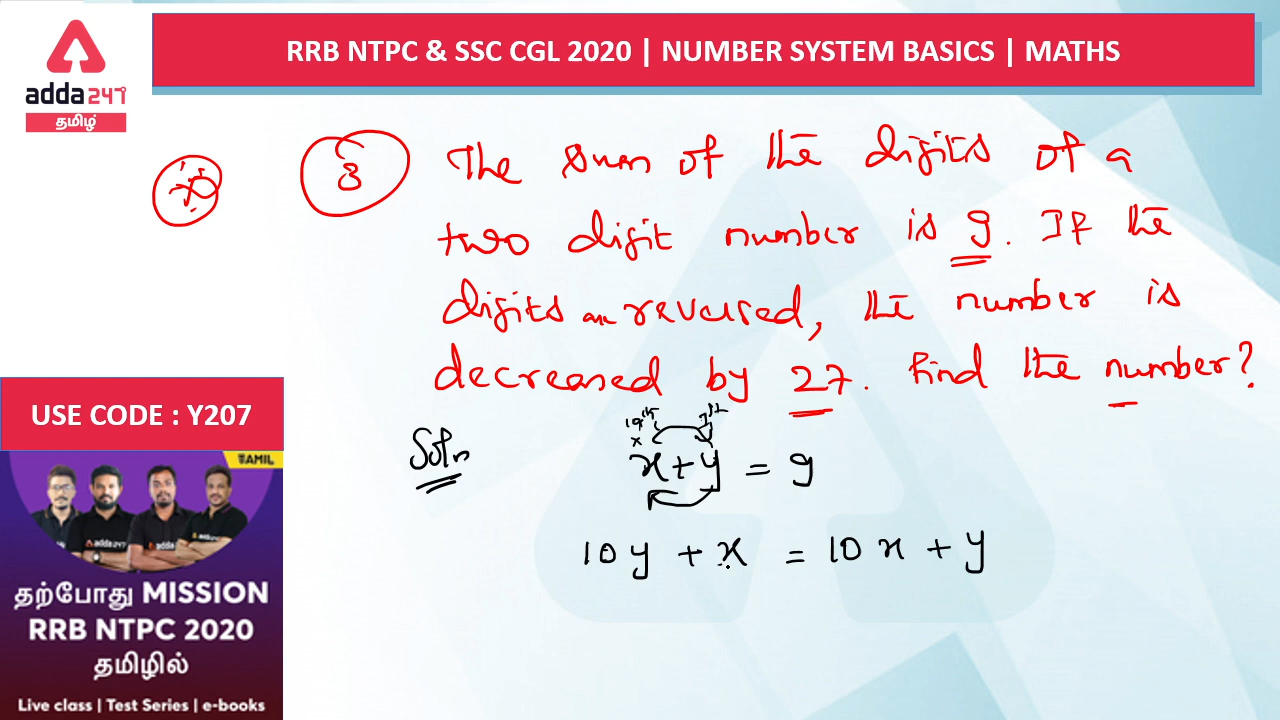 RRB NTPC & SSC CGL 2020 | NUMBER SYSTEM BASICS | MATHS
adda247
தமிழ்
3
The sum of the digits of a
two digit number is 9. If the
digits are reversed, the number is
decreased by 27. Find the number?
Soln
x+y = 9
10y + x = 10x + y
USE CODE : Y207
TAMIL
தற்போது MISSION
RRB NTPC 2020
தமிழில்
Live class | Test Series | e-books